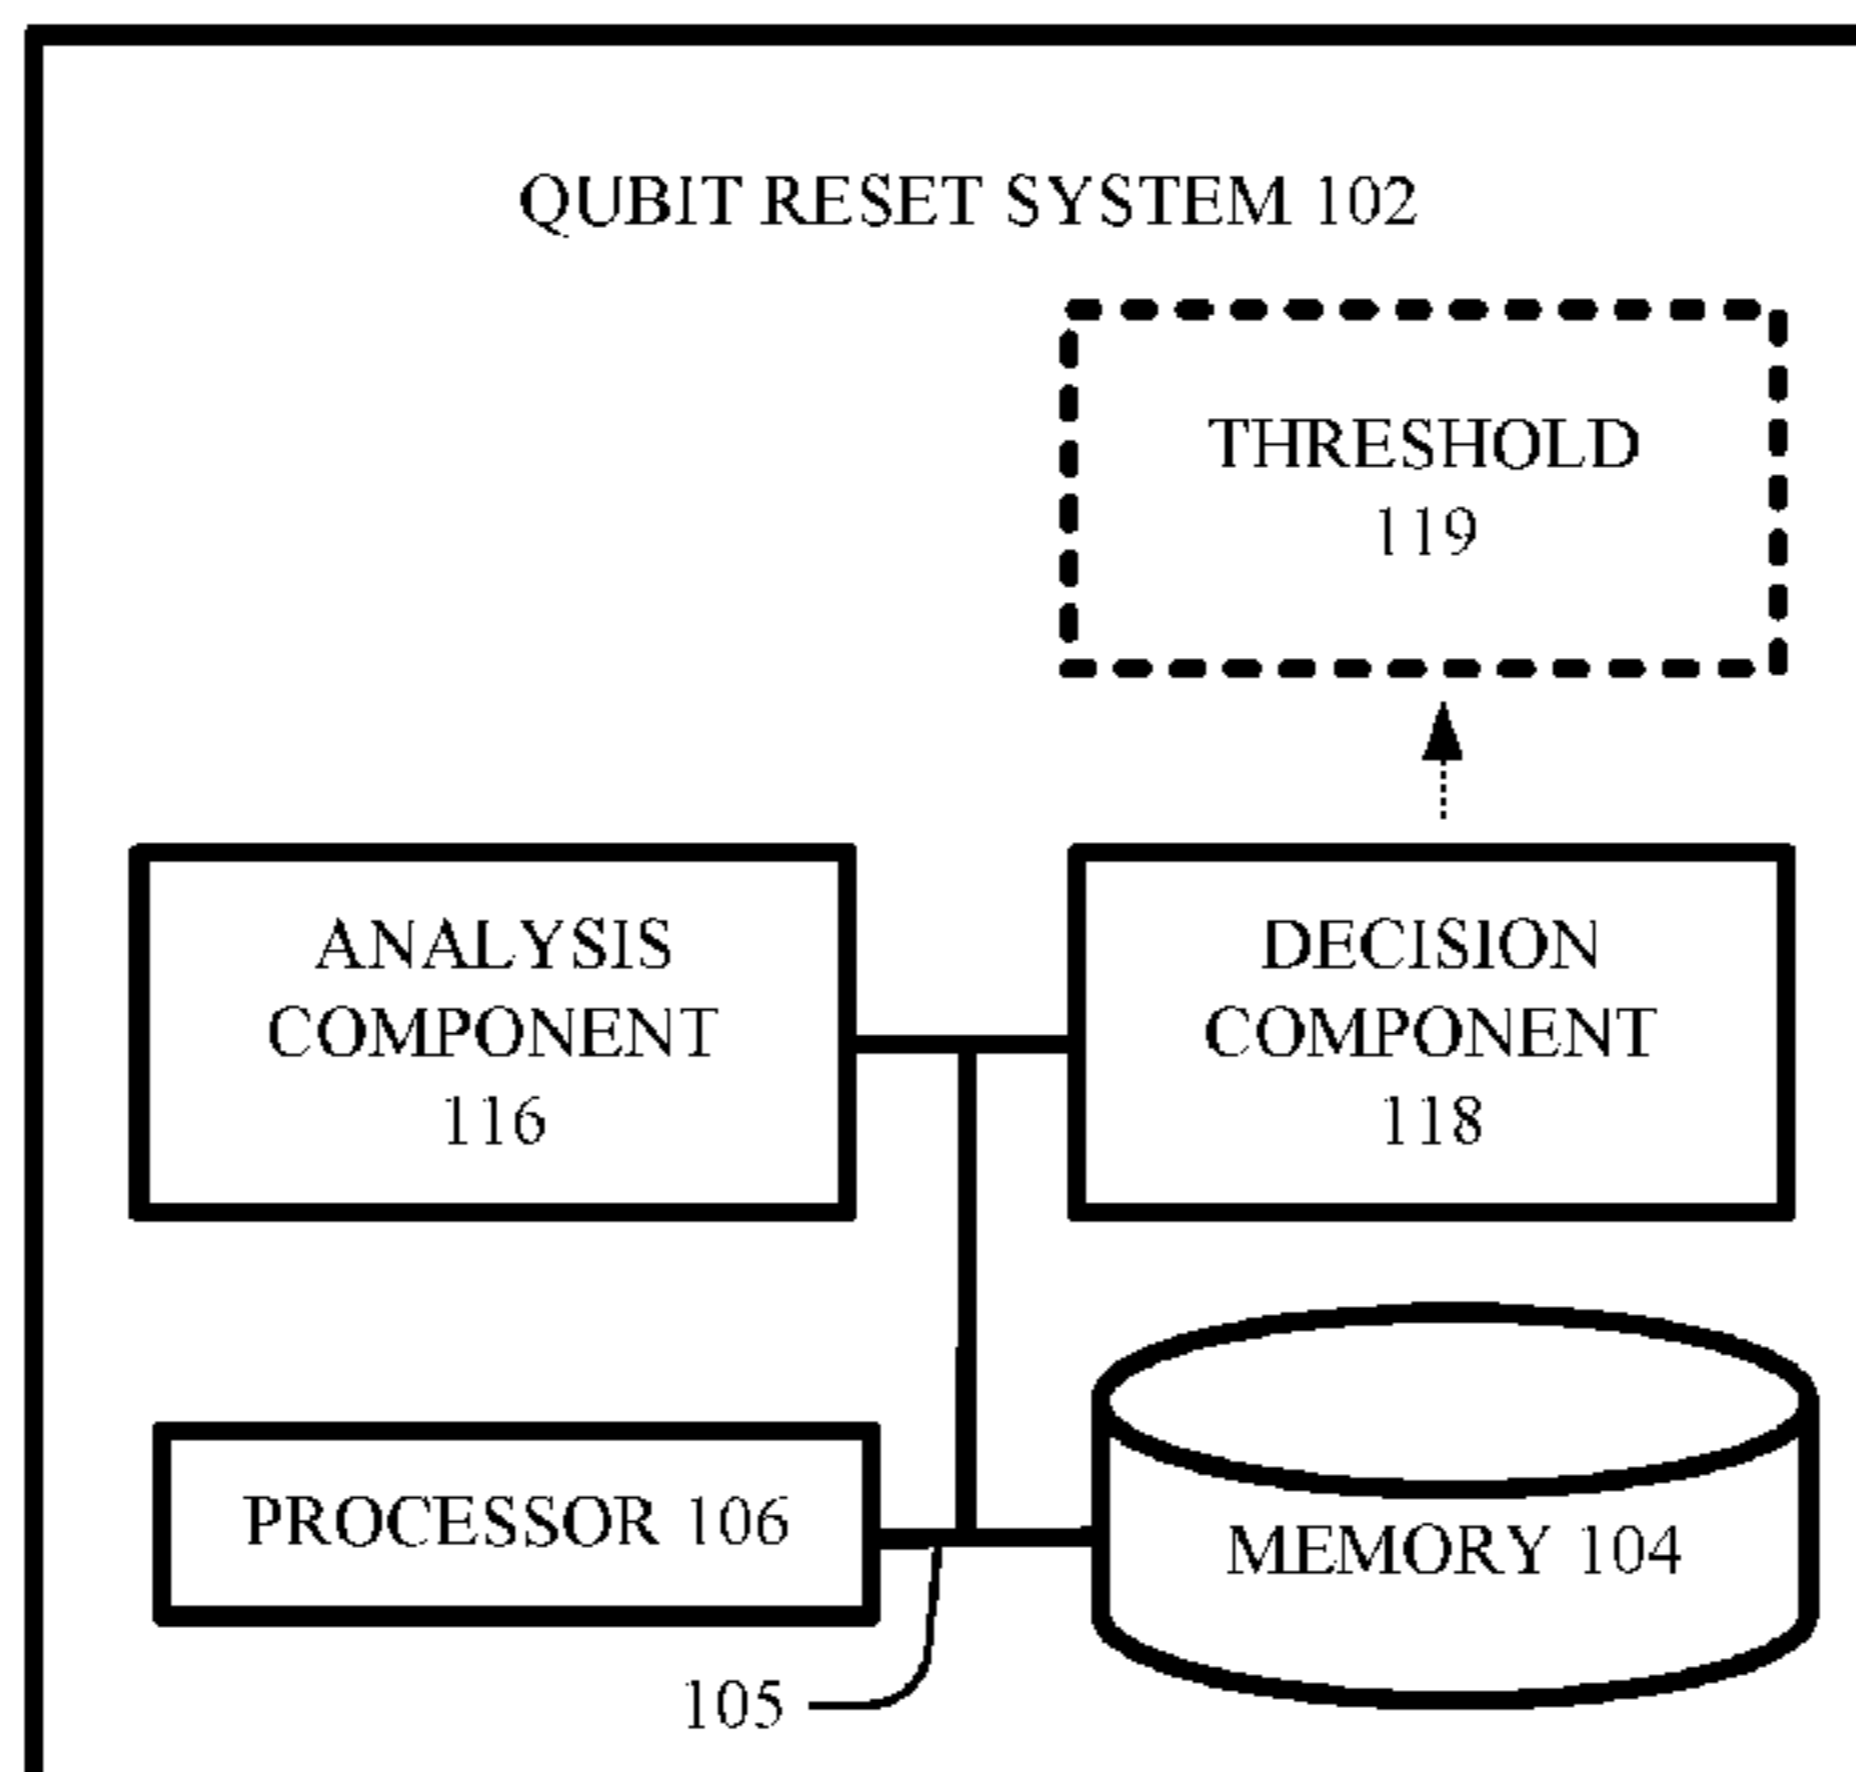 QUBIT RESET SYSTEM 102
THRESHOLD
119
ANALYSIS
COMPONENT
116
DECISION
COMPONENT
118
PROCESSOR 106
MEMORY 104
105